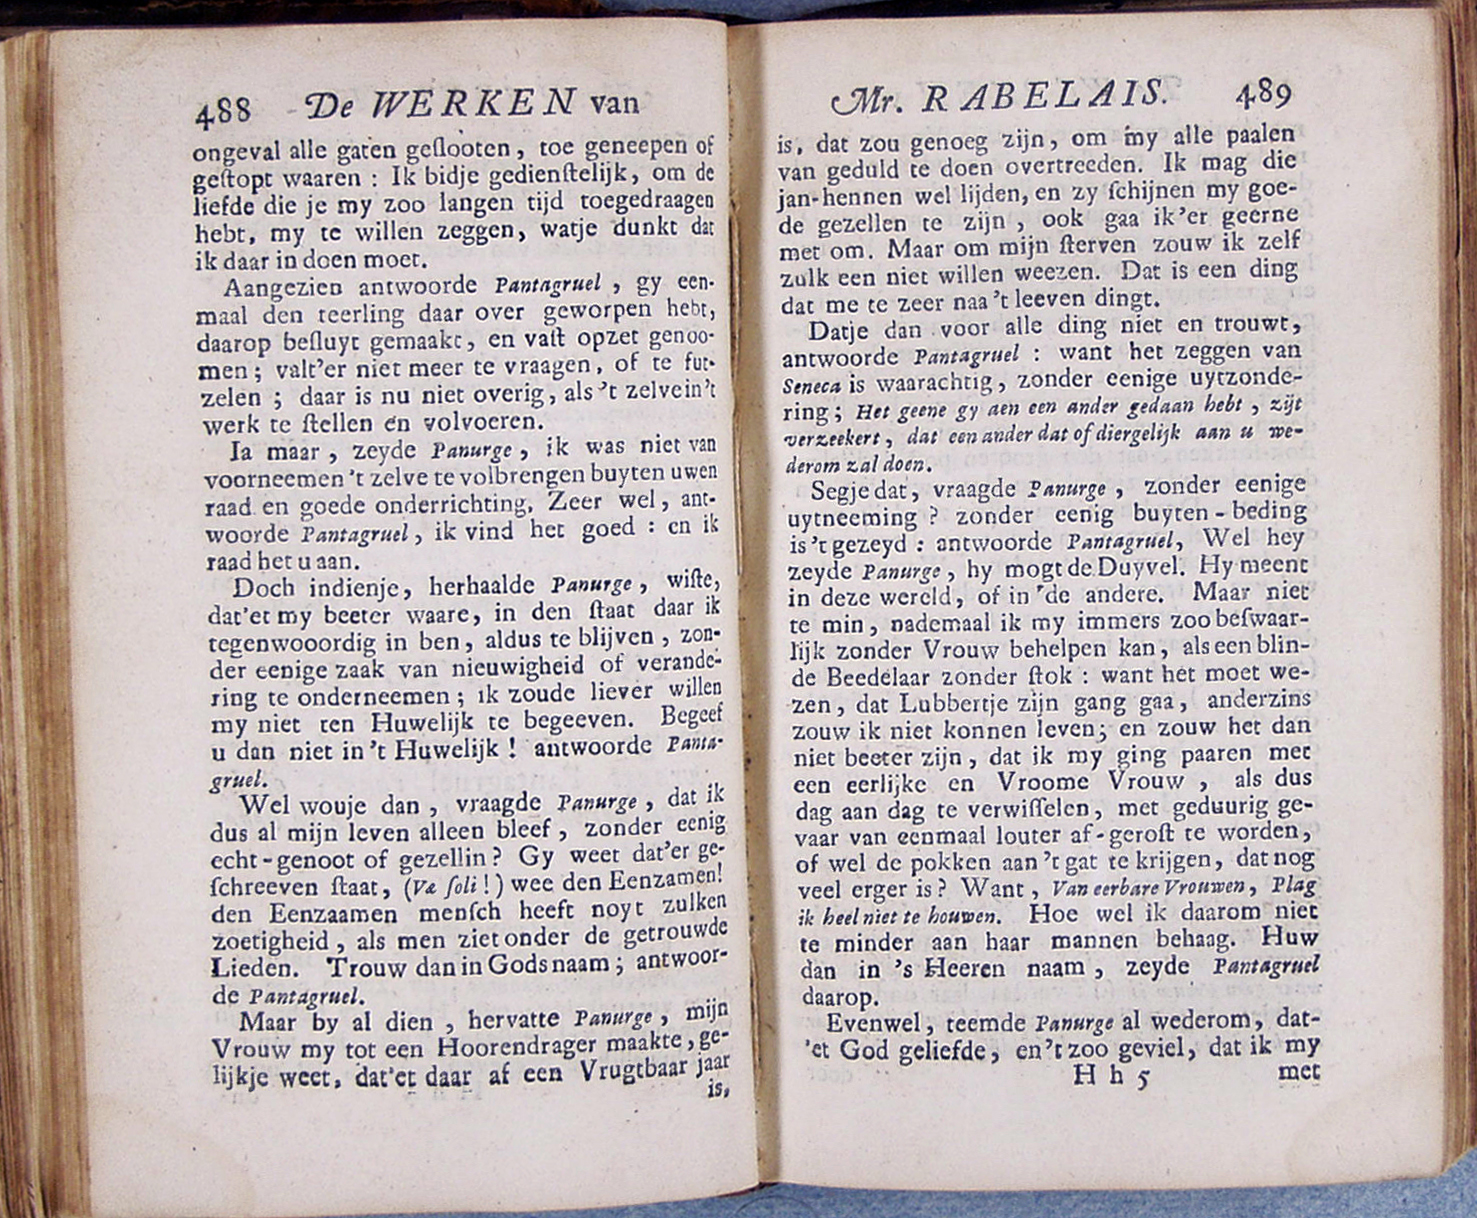 488 De WERKEN van
ongeval alle gaten geſlooten, toe geneepen of
geſtopt waaren : Ik bidje gedienſtelijk, om de
liefde die je my zoo langen tijd toegedraagen
hebt, my te willen zeggen, watje dunkt dat
ik daar in doen moet.
Aangezien antwoorde Pantagruel, gy een-
maal den teerling daar over geworpen hebt,
daarop beſluyt gemaakt, en vaſt opzet genoo-
men; valt'er niet meer te vraagen, of te fut-
zelen ; daar is nu niet overig, als 't zelve in't
werk te ſtellen en volvoeren.
Ia maar, zeyde Panurge, ik was niet van
voorneemen 't zelve te volbrengen buyten uwen
raad en goede onderrichting. Zeer wel, ant-
woorde Pantagruel, ik vind het goed : en ik
raad het u aan.
Doch indienje, herhaalde Panurge, wiſte,
dat'et my beeter waare, in den ſtaat daar ik
tegenwooordig in ben, aldus te blijven, zon-
der eenige zaak van nieuwigheid of verande-
ring te onderneemen; ik zoude liever willen
my niet ten Huwelijk te begeeven. Begeef
u dan niet in 't Huwelijk ! antwoorde Panta-
gruel.
Wel wouje dan, vraagde Panurge, dat ik
dus al mijn leven alleen bleef, zonder eenig
echt-genoot of gezellin? Gy weet dat'er ge-
ſchreeven ſtaat, (Væ ſoli!) wee den Eenzamen!
den Eenzaamen menſch heeft noyt zulken
zoetigheid, als men ziet onder de getrouwde
Lieden. Trouw dan in Gods naam; antwoor-
de Pantagruel.
Maar by al dien, hervatte Panurge, mijn
Vrouw my tot een Hoorendrager maakte, ge-
lijkje weet, dat'et daar af een Vrugtbaar jaar
is,
Mr. RABELAIS. 489
is, dat zou genoeg zijn, om my alle paalen
van geduld te doen overtreeden. Ik mag die
jan-hennen wel lijden, en zy ſchijnen my goe-
de gezellen te zijn, ook gaa ik'er geerne
met om. Maar om mijn ſterven zouw ik zelf
zulk een niet willen weezen. Dat is een ding
dat me te zeer naa 't leeven dingt.
Datje dan voor alle ding niet en trouwt,
antwoorde Pantagruel : want het zeggen van
Seneca is waarachtig, zonder eenige uytzonde-
ring; Het geene gy aen een ander gedaan hebt, zijt
verzeekert, dat een ander dat of diergelijk aan u we-
derom zal doen.
Segje dat, vraagde Panurge, zonder eenige
uytneeming ? zonder eenig buyten-beding
is 't gezeyd : antwoorde Pantagruel, Wel hey
zeyde Panurge, hy mogt de Duyvel. Hy meent
in deze wereld, of in de andere. Maar niet
te min, nademaal ik my immers zoo beſwaar-
lijk zonder Vrouw behelpen kan, als een blin-
de Beedelaar zonder ſtok : want het moet we-
zen, dat Lubbertje zijn gang gaa, anderzins
zouw ik niet konnen leven; en zouw het dan
niet beeter zijn, dat ik my ging paaren met
een eerlijke en Vroome Vrouw, als dus
dag aan dag te verwiſſelen, met geduurig ge-
vaar van eenmaal louter af-geroſt te worden,
of wel de pokken aan 't gat te krijgen, dat nog
veel erger is? Want, Van eerbare Vrouwen, Plag
ik heel niet te houwen. Hoe wel ik daarom niet
te minder aan haar mannen behaag. Huw
dan in 's Heeren naam, zeyde Pantagruel
daarop.
Evenwel, teemde Panurge al wederom, dat-
'et God geliefde, en't zoo geviel, dat ik my
H h 5 met